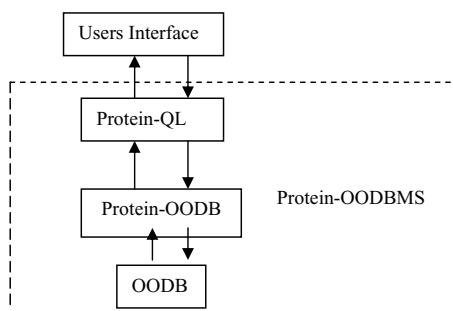 Users Interface
Protein-QL
Protein-OODB
Protein-OODBMS
OODB